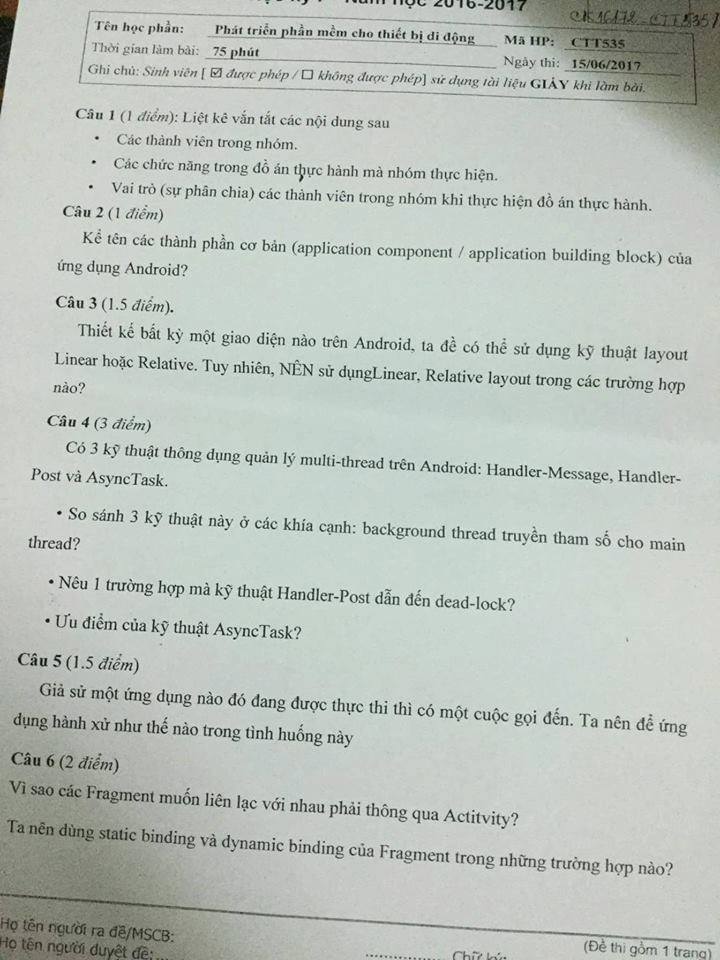 Năm học 2016-2017
CTT535
Tên học phần: Phát triển phần mềm cho thiết bị di động Mã HP: CTT535
Thời gian làm bài: 75 phút Ngày thi: 15/06/2017
Ghi chú: Sinh viên [ ☑ được phép / ☐ không được phép] sử dụng tài liệu GIẤY khi làm bài.
Câu 1 (1 điểm): Liệt kê vắn tắt các nội dung sau
• Các thành viên trong nhóm.
• Các chức năng trong đồ án thực hành mà nhóm thực hiện.
• Vai trò (sự phân chia) các thành viên trong nhóm khi thực hiện đồ án thực hành.
Câu 2 (1 điểm)
Kể tên các thành phần cơ bản (application component / application building block) của
ứng dụng Android?
Câu 3 (1.5 điểm).
Thiết kế bất kỳ một giao diện nào trên Android, ta đề có thể sử dụng kỹ thuật layout
Linear hoặc Relative. Tuy nhiên, NÊN sử dụngLinear, Relative layout trong các trường hợp
nào?
Câu 4 (3 điểm)
Có 3 kỹ thuật thông dụng quản lý multi-thread trên Android: Handler-Message, Handler-
Post và AsyncTask.
• So sánh 3 kỹ thuật này ở các khía cạnh: background thread truyền tham số cho main
thread?
• Nêu 1 trường hợp mà kỹ thuật Handler-Post dẫn đến dead-lock?
• Ưu điểm của kỹ thuật AsyncTask?
Câu 5 (1.5 điểm)
Giả sử một ứng dụng nào đó đang được thực thi thì có một cuộc gọi đến. Ta nên để ứng
dụng hành xử như thế nào trong tình huống này
Câu 6 (2 điểm)
Vì sao các Fragment muốn liên lạc với nhau phải thông qua Actitvity?
Ta nên dùng static binding và dynamic binding của Fragment trong những trường hợp nào?
Họ tên người ra đề/MSCB:
(Đề thi gồm 1 trang)
Họ tên người duyệt đề: Chữ ký: